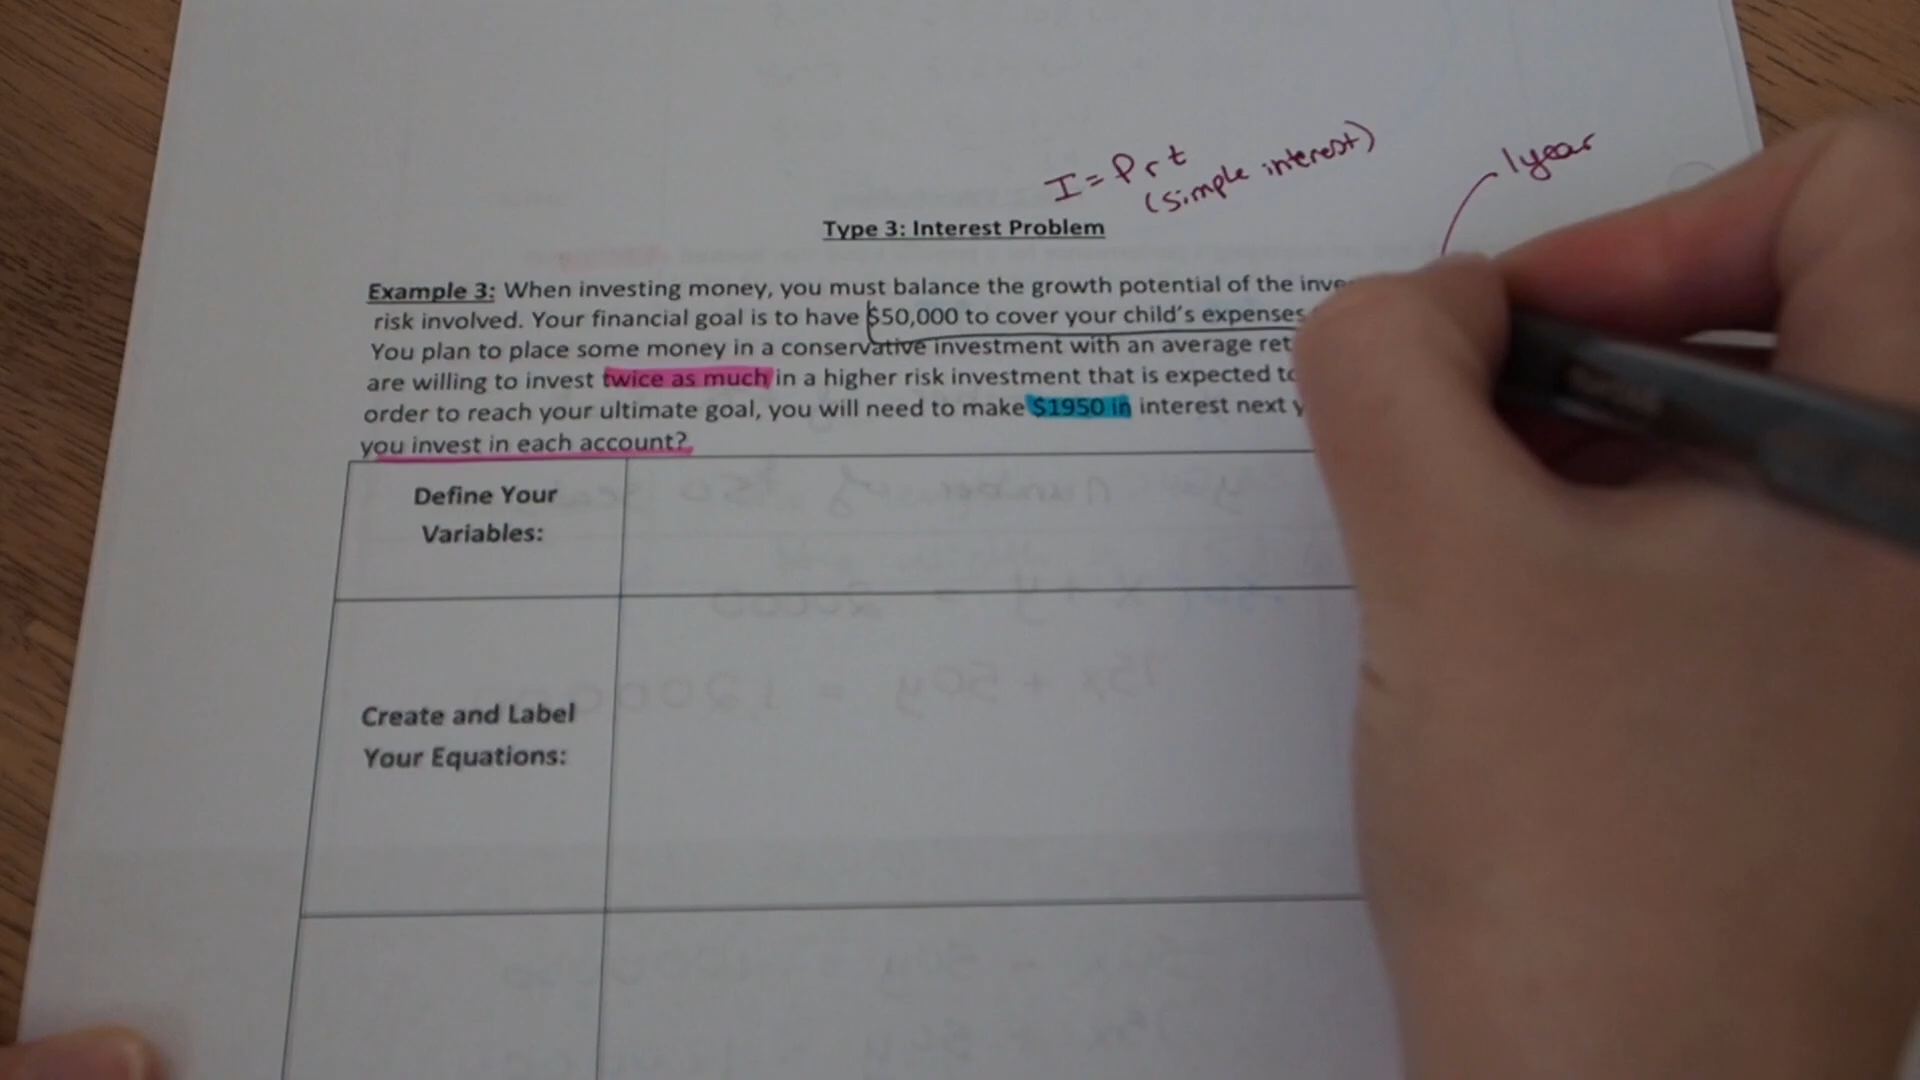 I = Prt
(simple interest)
1 year
Type 3: Interest Problem
Example 3: When investing money, you must balance the growth potential of the
risk involved. Your financial goal is to have $50,000 to cover your child's expenses
You plan to place some money in a conservative investment with an average
are willing to invest twice as much in a higher risk investment that is expected
order to reach your ultimate goal, you will need to make $1950 in interest next
you invest in each account?
Define Your
Variables:
Create and Label
Your Equations: